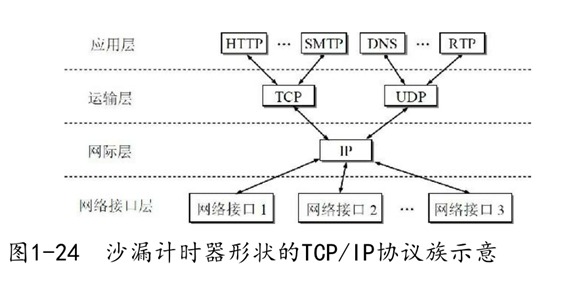 应用层 HTTP ··· SMTP DNS ··· RTP
运输层 TCP UDP
网际层 IP
网络接口层 网络接口 1 网络接口 2 ··· 网络接口 3
图1-24 沙漏计时器形状的TCP/IP协议族示意